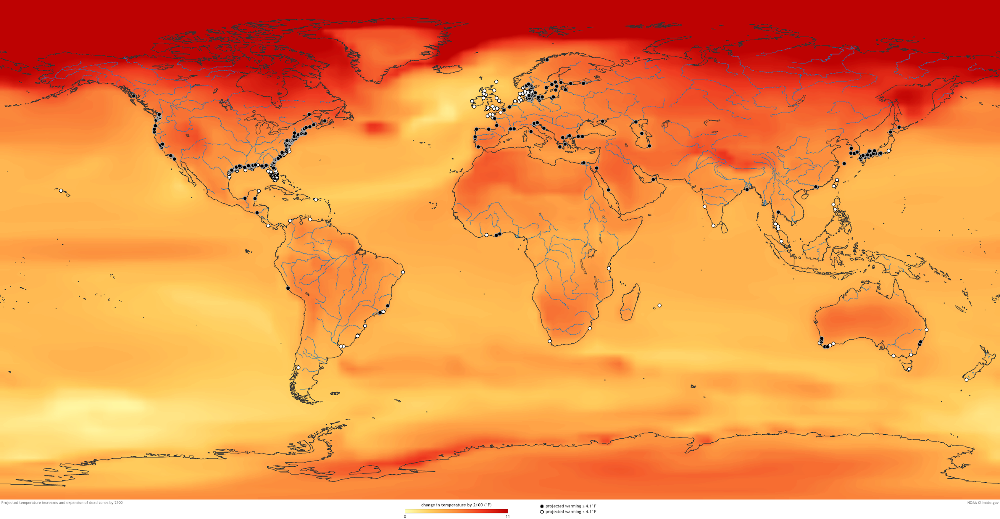 Projected temperature increases and expansion of dead zones by 2100
change in temperature by 2100 (°F)
0 11
projected warming ≥ 4.1°F
projected warming < 4.1°F
NOAA Climate.gov